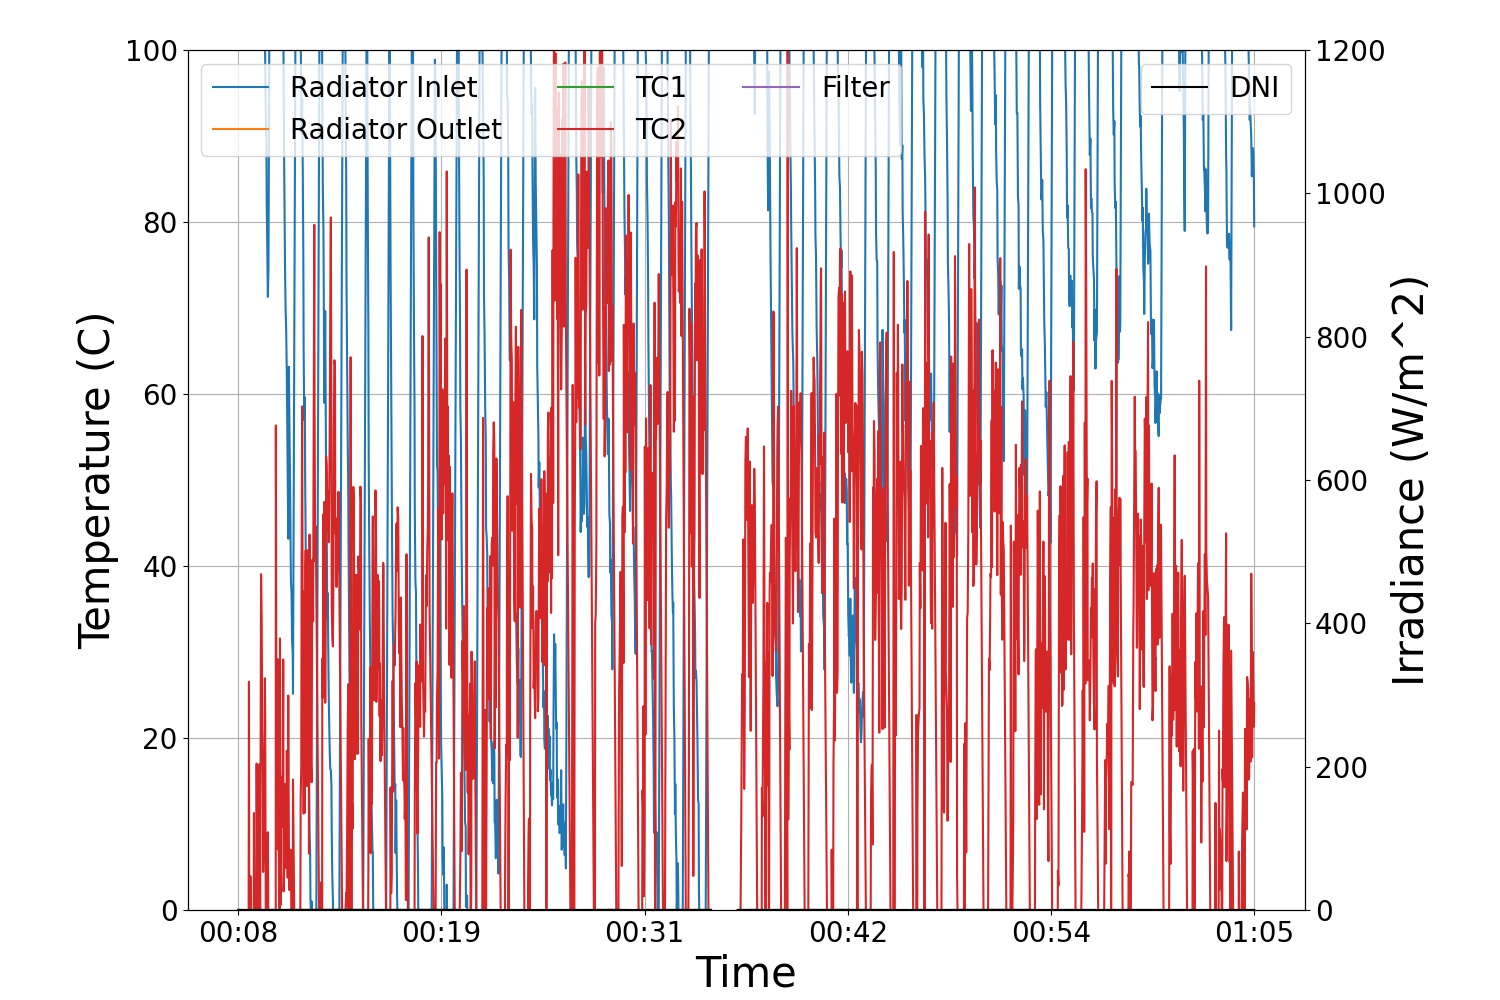 100
80
60
40
20
0
Temperature (C)
Radiator Inlet
Radiator Outlet
TC1
TC2
Filter
DNI
1200
1000
800
600
400
200
0
Irradiance (W/m^2)
00:08
00:19
00:31
00:42
00:54
01:05
Time